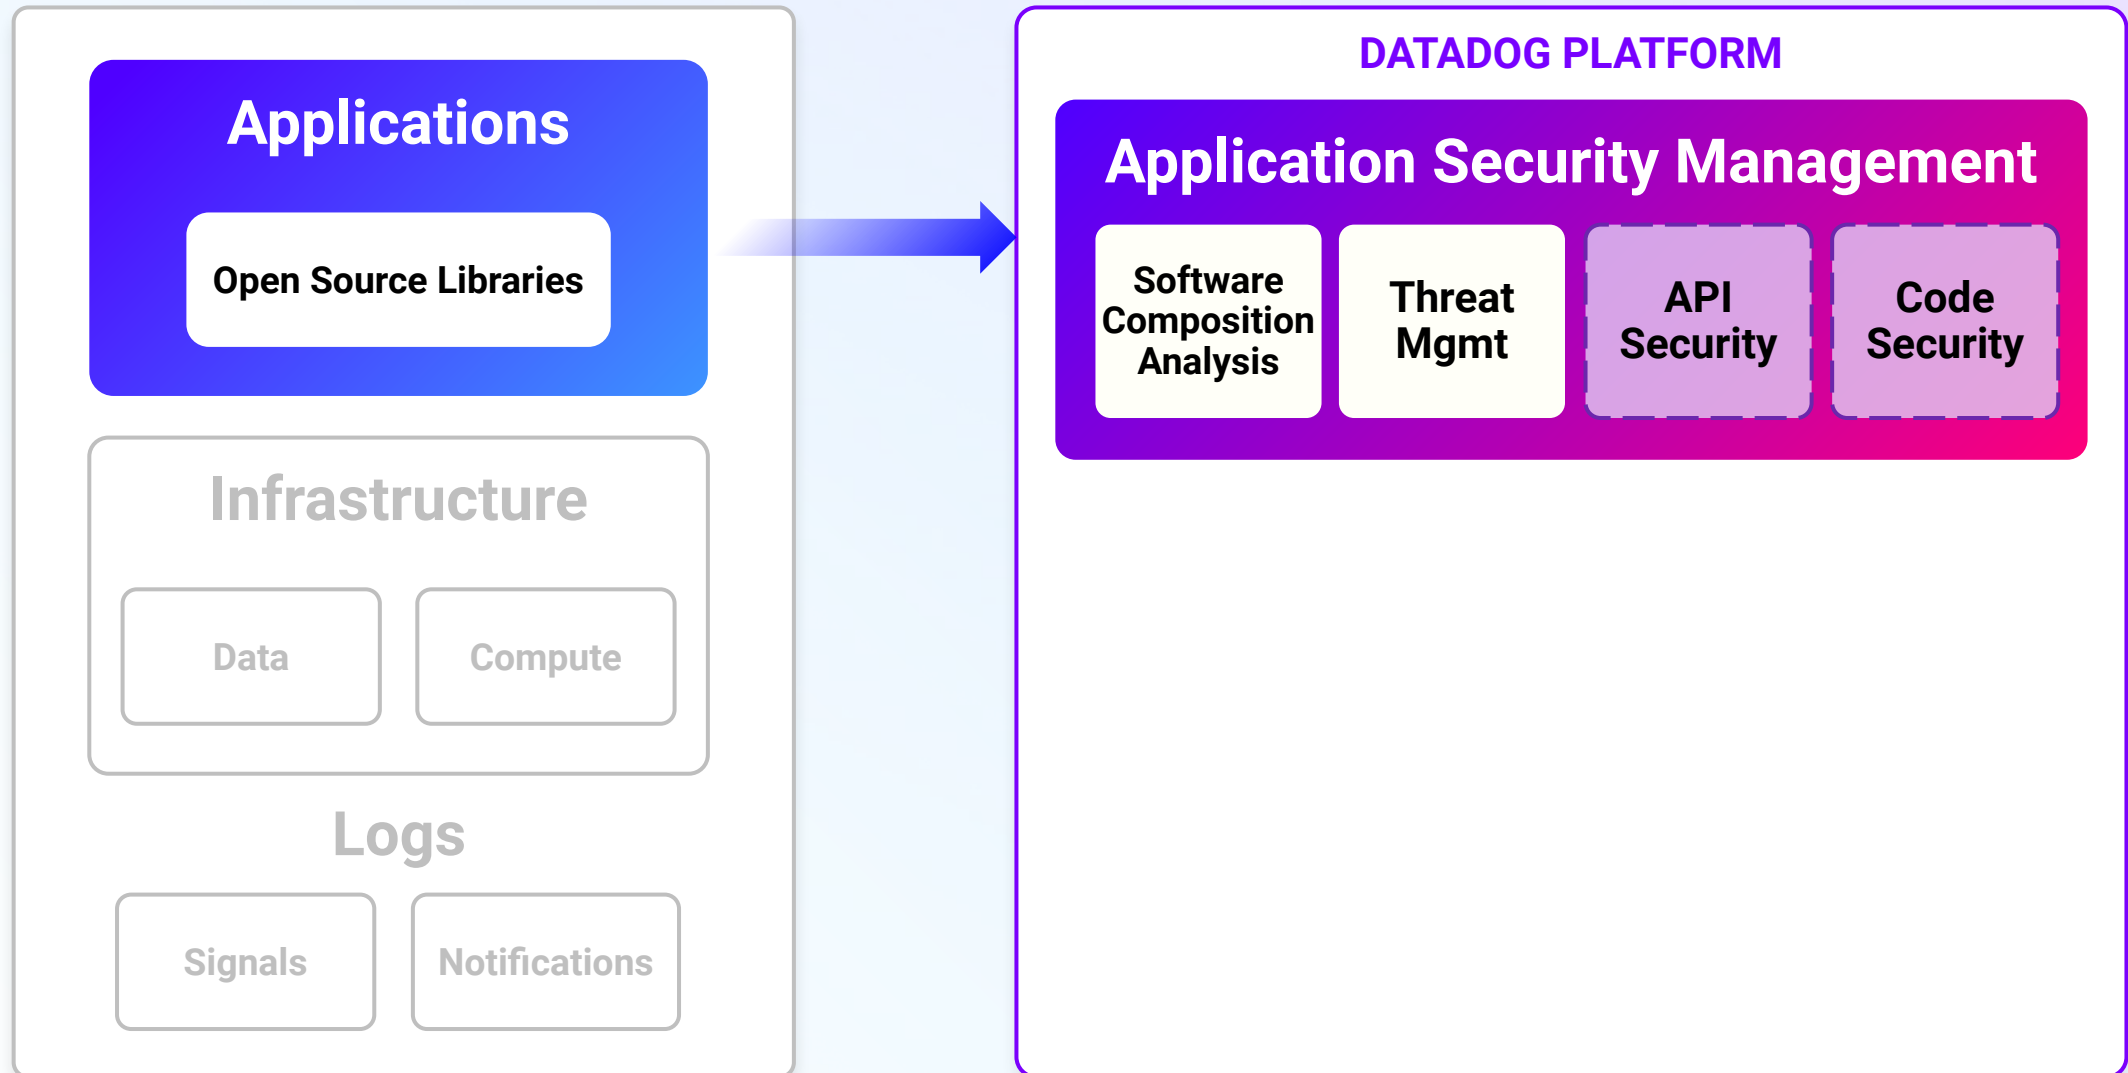 Applications
Open Source Libraries
Infrastructure
Data
Compute
Logs
Signals
Notifications
DATADOG PLATFORM
Application Security Management
Software
Composition
Analysis
Threat
Mgmt
API
Security
Code
Security